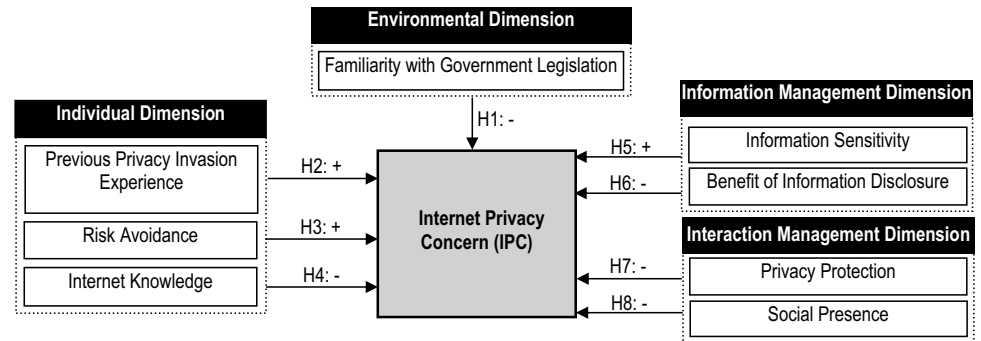 Environmental Dimension
Familiarity with Government Legislation
H1: -
Individual Dimension
Previous Privacy Invasion
Experience
Risk Avoidance
Internet Knowledge
H2: +
H3: +
H4: -
Internet Privacy
Concern (IPC)
H5: +
H6: -
H7: -
H8: -
Information Management Dimension
Information Sensitivity
Benefit of Information Disclosure
Interaction Management Dimension
Privacy Protection
Social Presence